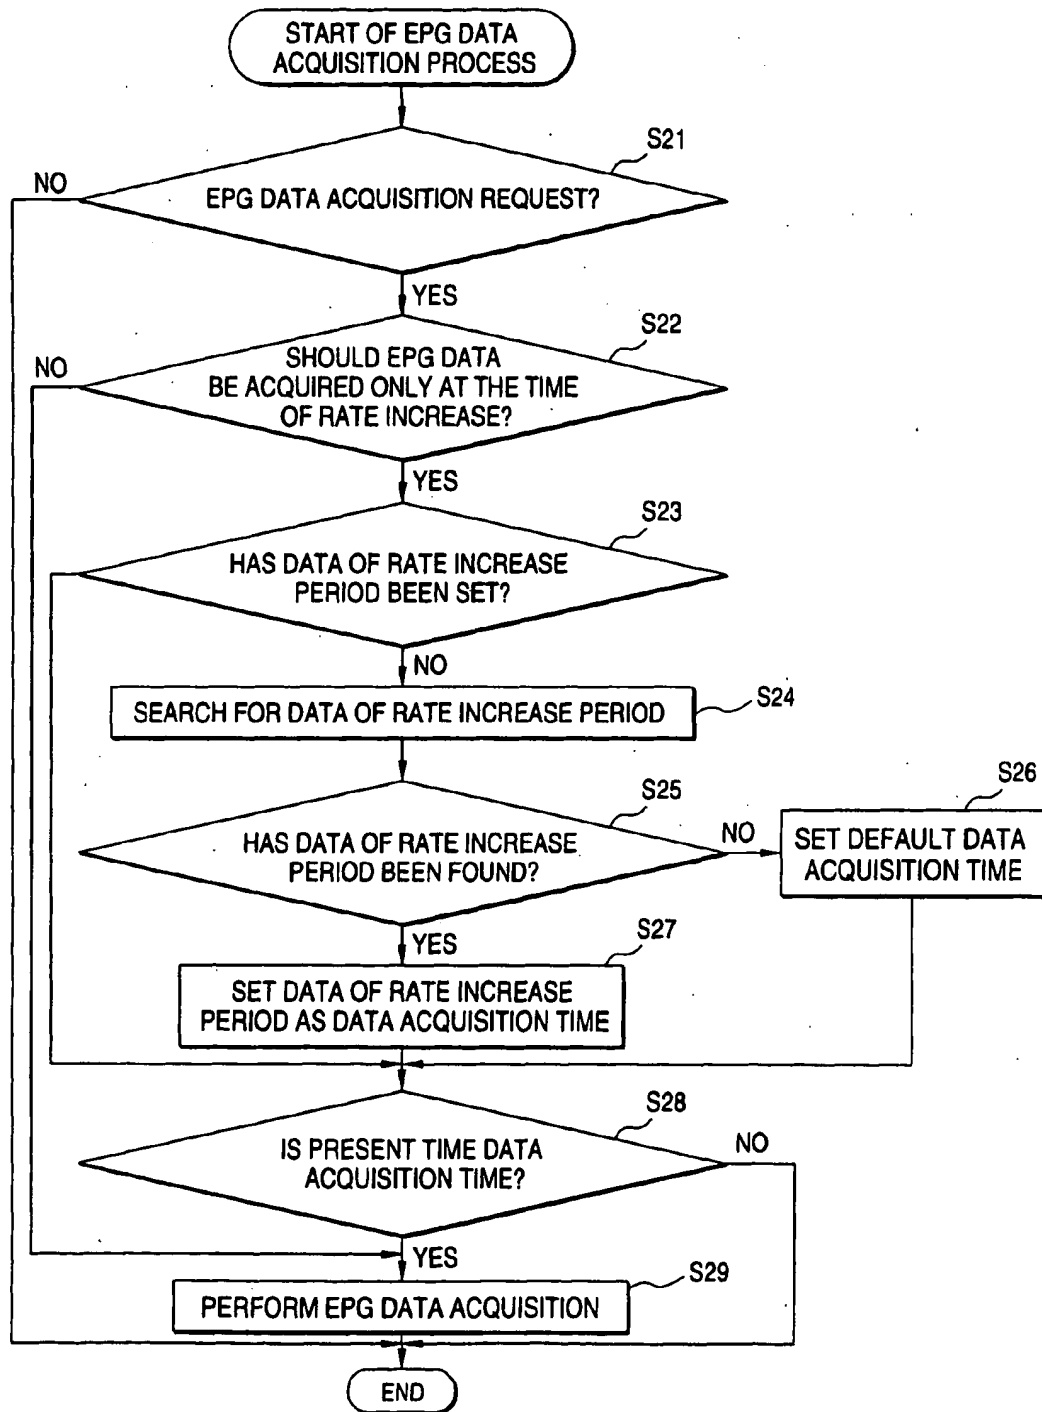 START OF EPG DATA
ACQUISITION PROCESS
S21
NO
EPG DATA ACQUISITION REQUEST?
YES
S22
NO
SHOULD EPG DATA
BE ACQUIRED ONLY AT THE TIME
OF RATE INCREASE?
YES
S23
HAS DATA OF RATE INCREASE
PERIOD BEEN SET?
NO
SEARCH FOR DATA OF RATE INCREASE PERIOD
S24
S25
HAS DATA OF RATE INCREASE
PERIOD BEEN FOUND?
NO
S26
SET DEFAULT DATA
ACQUISITION TIME
YES
S27
SET DATA OF RATE INCREASE
PERIOD AS DATA ACQUISITION TIME
S28
IS PRESENT TIME DATA
ACQUISITION TIME?
NO
YES
S29
PERFORM EPG DATA ACQUISITION
END